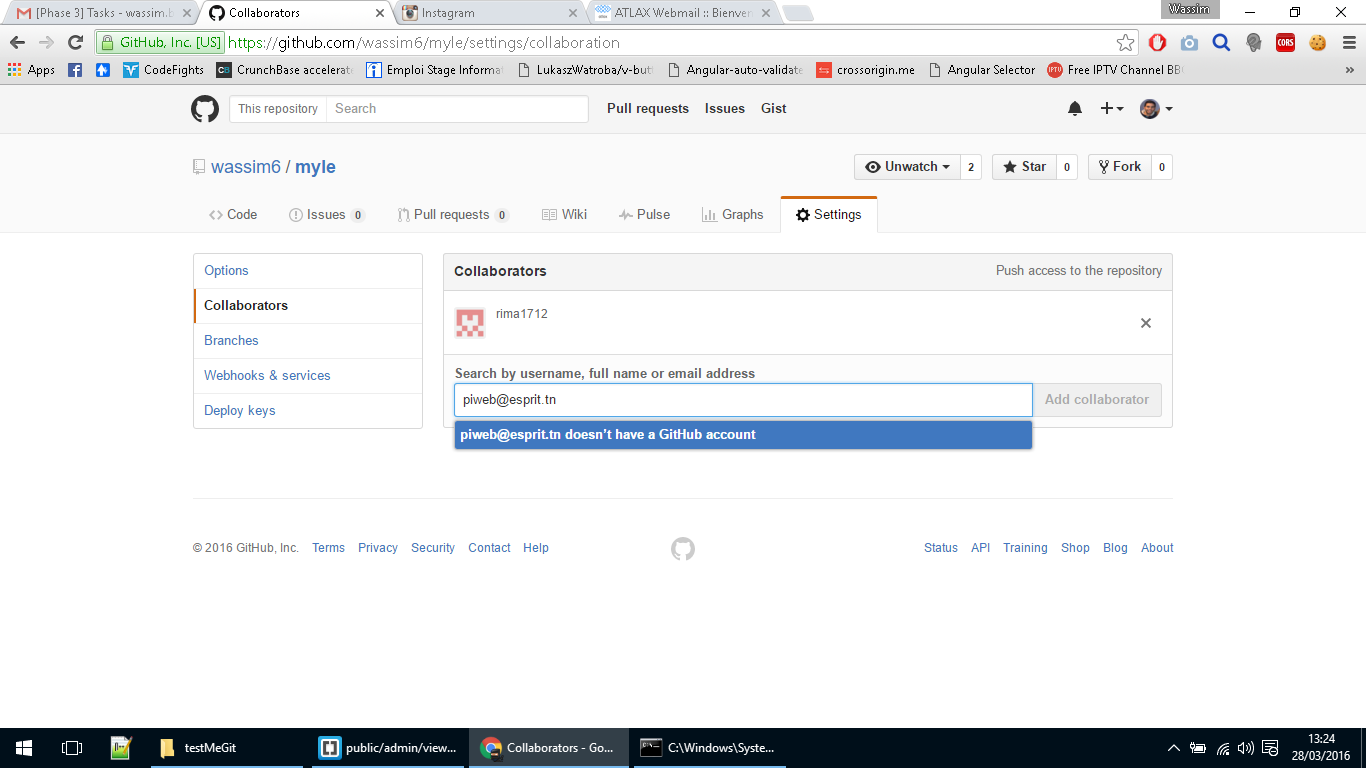 [Phase 3] Tasks - wassim.b
Collaborators
Instagram
ATLAX Webmail :: Bienven
Wassim
GitHub, Inc. [US] https://github.com/wassim6/myle/settings/collaboration
Apps
CodeFights
CrunchBase accelerat
Emploi Stage Informat
LukaszWatroba/v-butt
Angular-auto-validate
crossorigin.me
Angular Selector
Free IPTV Channel BB
»
CORS
This repository
Search
Pull requests
Issues
Gist
wassim6 / myle
Unwatch 2
Star 0
Fork 0
Code
Issues 0
Pull requests 0
Wiki
Pulse
Graphs
Settings
Options
Collaborators
Branches
Webhooks & services
Deploy keys
Collaborators
Push access to the repository
rima1712
Search by username, full name or email address
piweb@esprit.tn
Add collaborator
piweb@esprit.tn doesn't have a GitHub account
© 2016 GitHub, Inc.
Terms
Privacy
Security
Contact
Help
Status
API
Training
Shop
Blog
About
testMeGit
public/admin/view...
Collaborators - Go...
C:\Windows\Syste...
13:24
28/03/2016